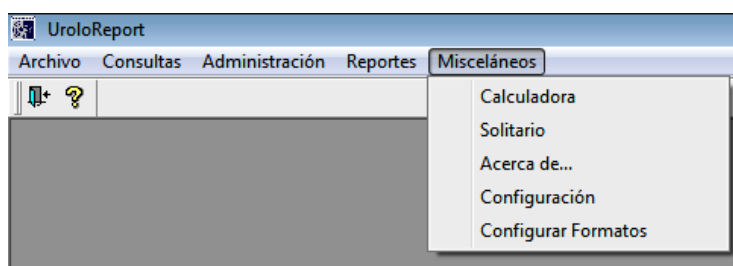 UroloReport
Archivo Consultas Administración Reportes Misceláneos
Calculadora
Solitario
Acerca de...
Configuración
Configurar Formatos